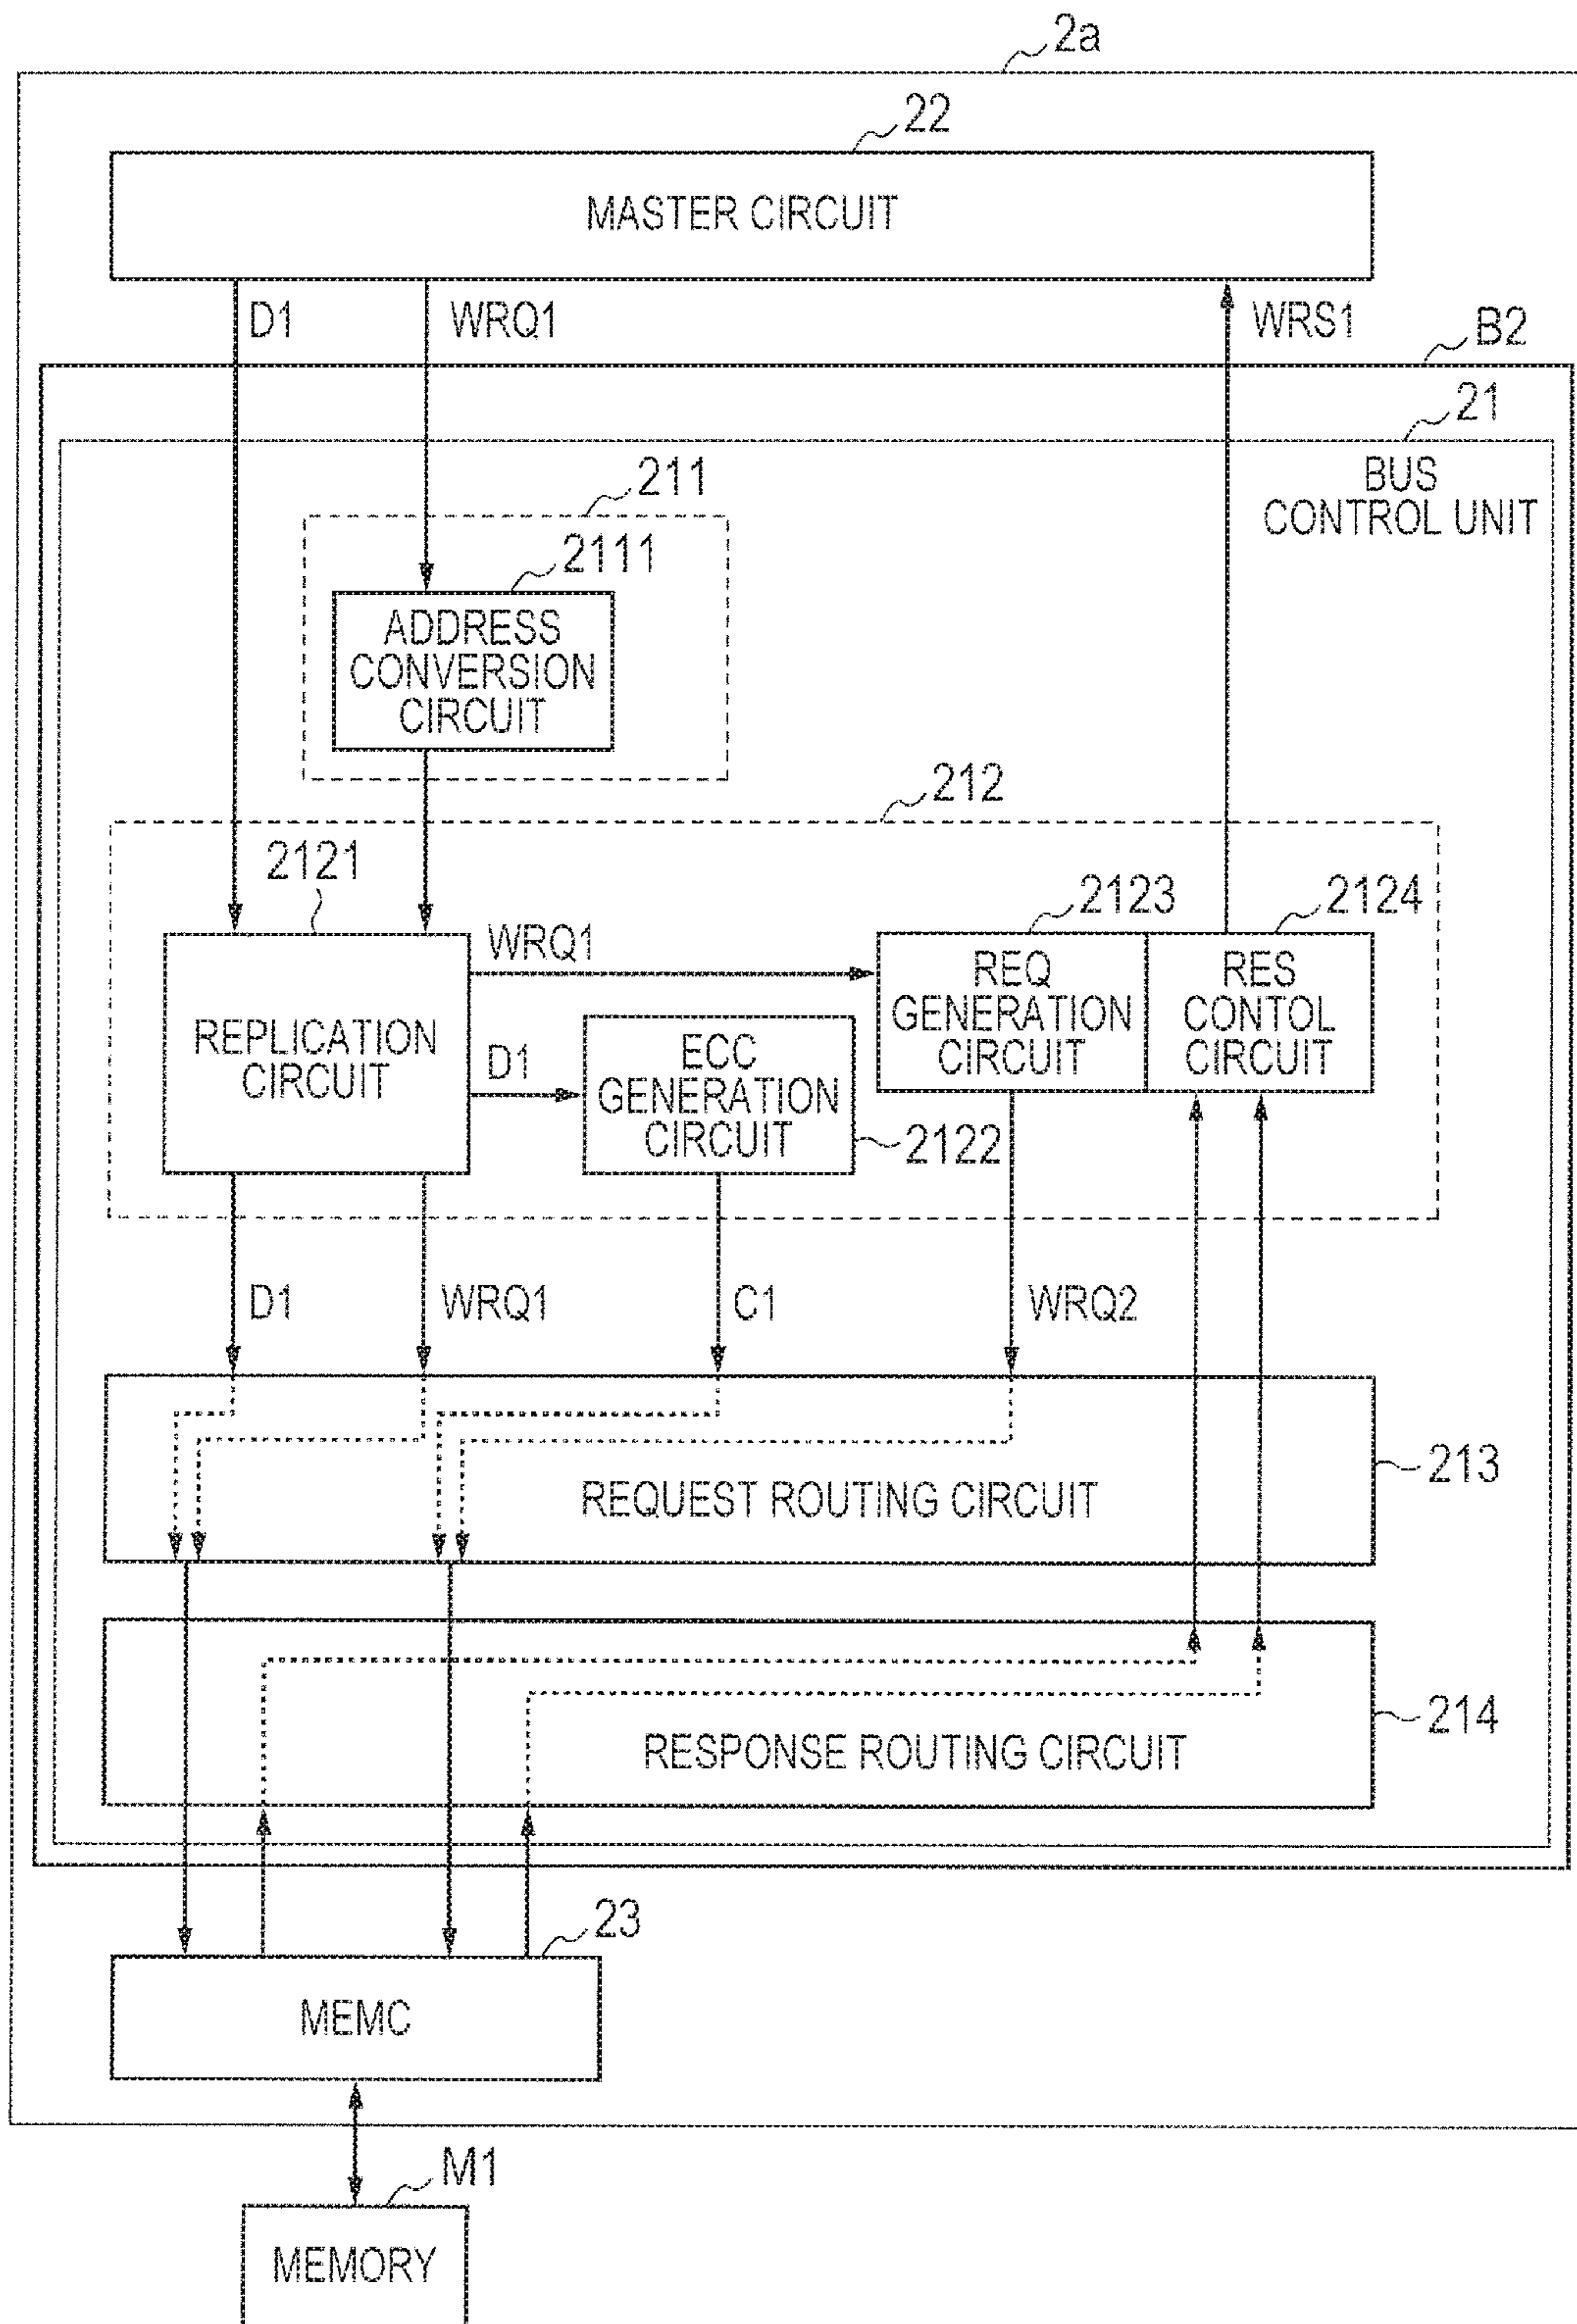 2a
22
MASTER CIRCUIT
D1
WRQ1
WRS1
B2
21
BUS
CONTROL UNIT
211
2111
ADDRESS
CONVERSION
CIRCUIT
212
2121
2123
2124
REPLICATION
CIRCUIT
WRQ1
D1
ECC
GENERATION
CIRCUIT
2122
REQ
GENERATION
CIRCUIT
RES
CONTOL
CIRCUIT
D1
WRQ1
C1
WRQ2
REQUEST ROUTING CIRCUIT
213
RESPONSE ROUTING CIRCUIT
214
23
MEMC
M1
MEMORY